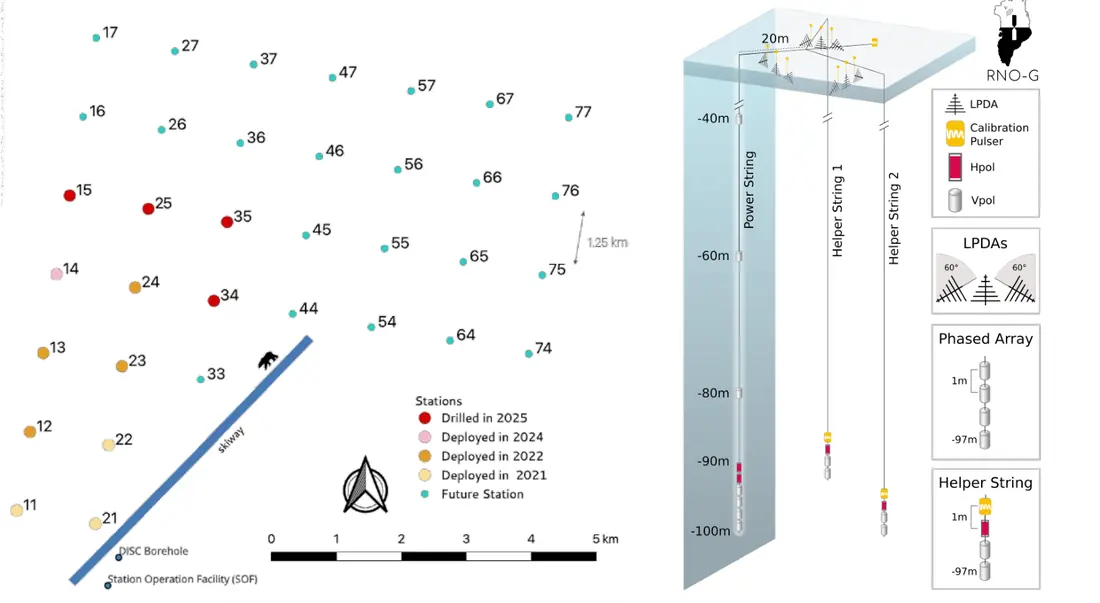 17
27
37
47
57
67
77
16
26
36
46
56
66
76
15
25
35
45
55
65
75
1.25 km
14
24
34
44
54
64
74
13
23
33
12
22
11
21
skiway
DISC Borehole
Station Operation Facility (SOF)
Stations
Drilled in 2025
Deployed in 2024
Deployed in 2022
Deployed in 2021
Future Station
0 1 2 3 4 5 km
20m
-40m
-60m
-80m
-90m
-100m
Power String
Helper String 1
Helper String 2
RNO-G
LPDA
Calibration
Pulser
Hpol
Vpol
LPDAs
60° 60°
Phased Array
1m
-97m
Helper String
1m
-97m